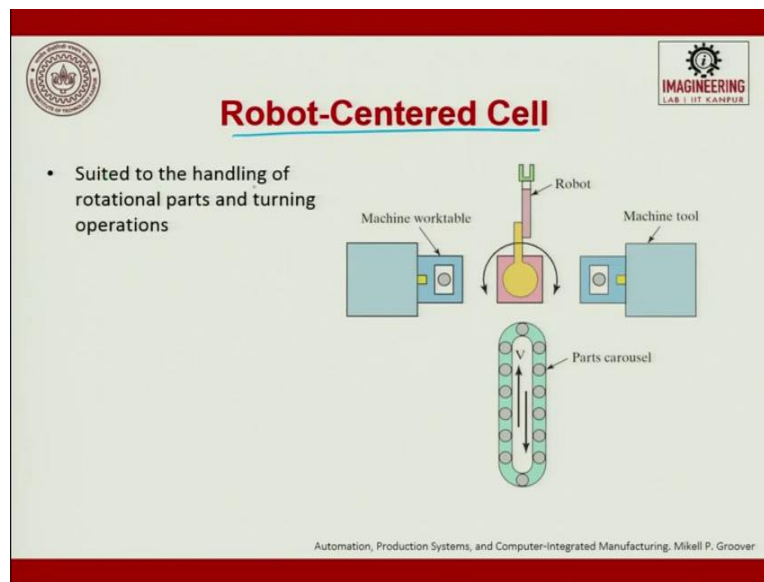 IMAGINEERING
LAB | IIT KANPUR
Robot-Centered Cell
• Suited to the handling of
rotational parts and turning
operations
Robot
Machine worktable
Machine tool
V
Parts carousel
Automation, Production Systems, and Computer-Integrated Manufacturing. Mikell P. Groover